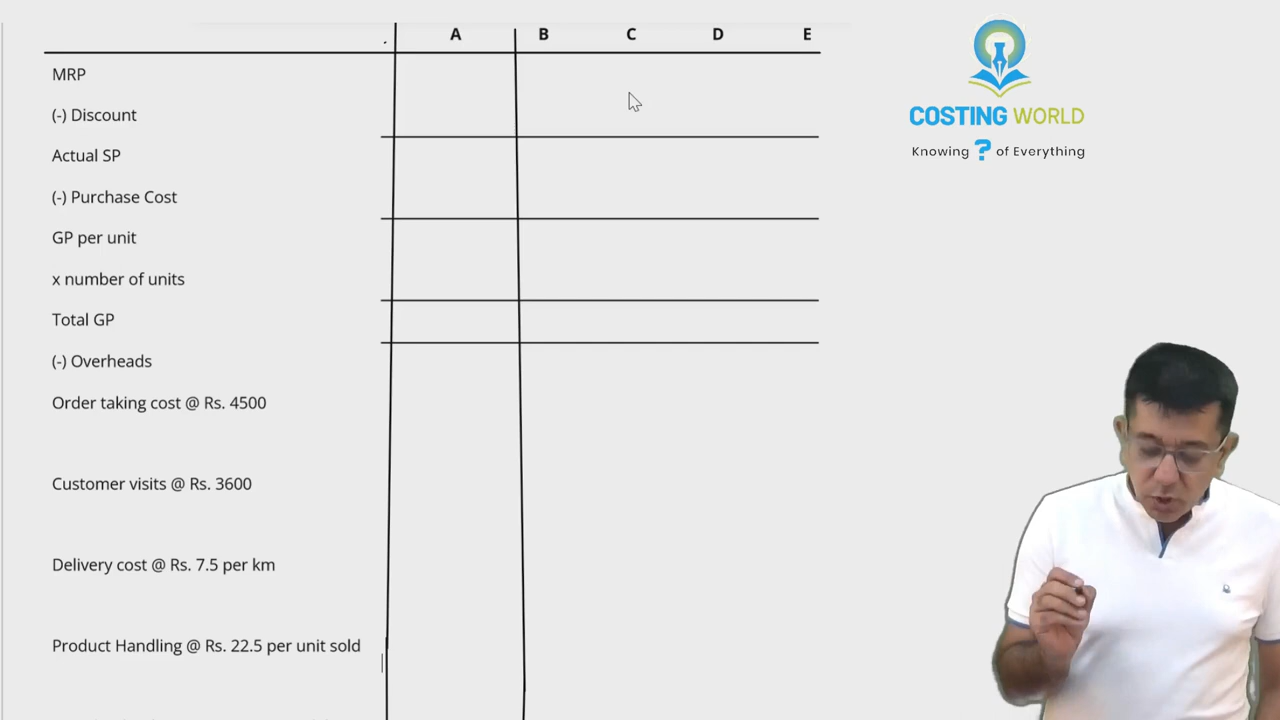 A B C D E
MRP
(-) Discount
Actual SP
(-) Purchase Cost
GP per unit
x number of units
Total GP
(-) Overheads
Order taking cost @ Rs. 4500
Customer visits @ Rs. 3600
Delivery cost @ Rs. 7.5 per km
Product Handling @ Rs. 22.5 per unit sold
COSTING WORLD
Knowing ? of Everything